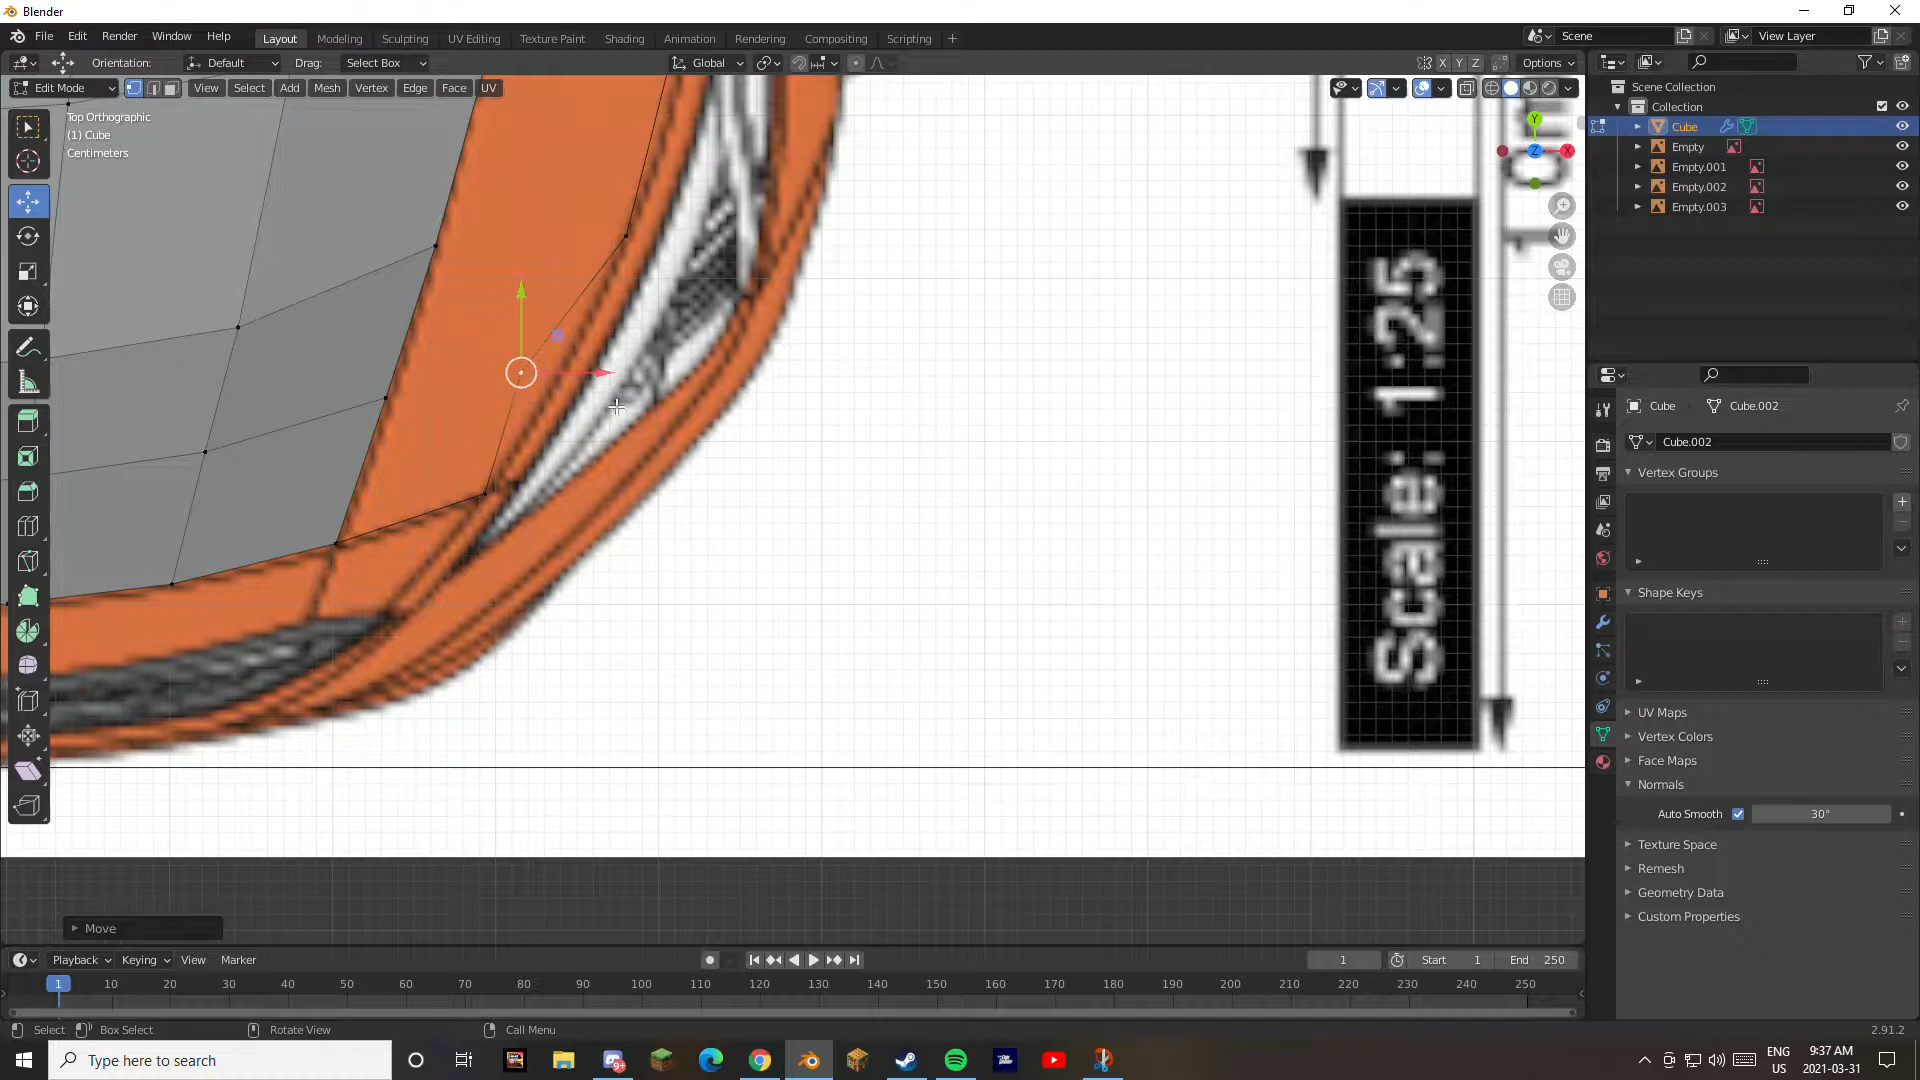 Blender
File Edit Render Window Help
Layout Modeling Sculpting UV Editing Texture Paint Shading Animation Rendering Compositing Scripting
Scene
View Layer
Orientation: Default Drag: Select Box
Global
X Y Z
Options
Edit Mode
View Select Add Mesh Vertex Edge Face UV
Top Orthographic
(1) Cube
Centimeters
Y
Z
X
Scale: 1:25
Scene Collection
Collection
Cube
Empty
Empty.001
Empty.002
Empty.003
Cube
Cube.002
Cube.002
Vertex Groups
Shape Keys
UV Maps
Vertex Colors
Face Maps
Normals
Auto Smooth 30°
Texture Space
Remesh
Geometry Data
Custom Properties
Move
Playback Keying View Marker
1
Start 1
End 250
1 10 20 30 40 50 60 70 80 90 100 110 120 130 140 150 160 170 180 190 200 210 220 230 240 250
Select
Box Select
Rotate View
Call Menu
2.91.2
Type here to search
9+
ENG
US
9:37 AM
2021-03-31